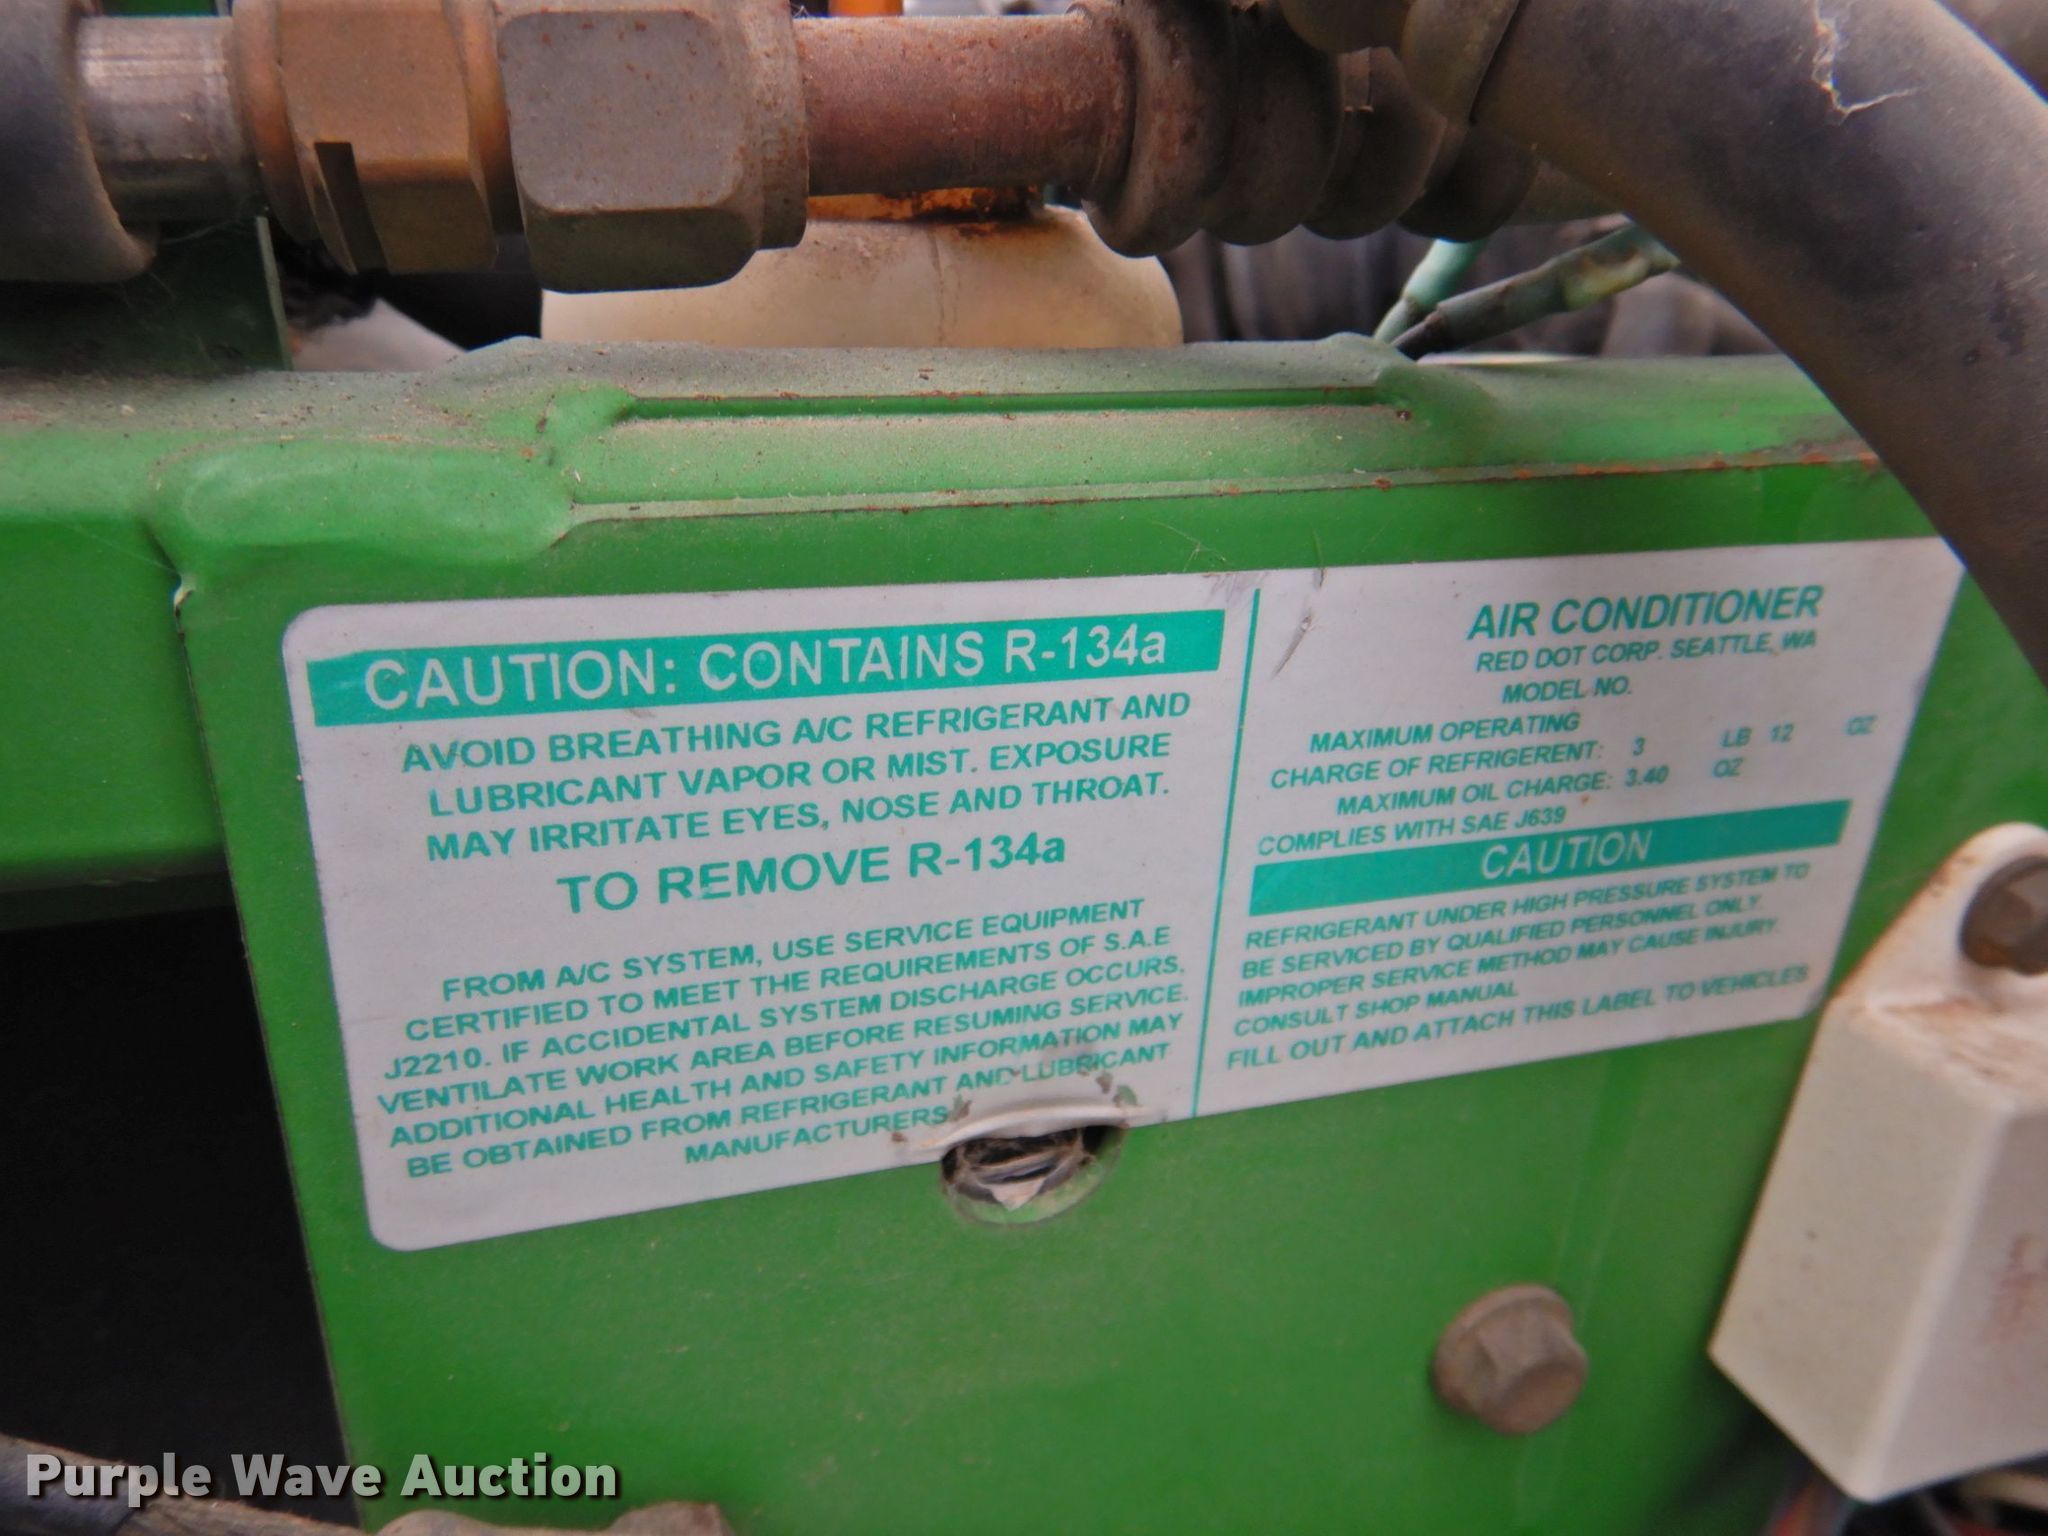 CAUTION: CONTAINS R-134a
AVOID BREATHING A/C REFRIGERANT AND
LUBRICANT VAPOR OR MIST. EXPOSURE
MAY IRRITATE EYES, NOSE AND THROAT.
TO REMOVE R-134a
FROM A/C SYSTEM, USE SERVICE EQUIPMENT
CERTIFIED TO MEET THE REQUIREMENTS OF S.A.E
J2210. IF ACCIDENTAL SYSTEM DISCHARGE OCCURS,
VENTILATE WORK AREA BEFORE RESUMING SERVICE.
ADDITIONAL HEALTH AND SAFETY INFORMATION MAY
BE OBTAINED FROM REFRIGERANT AND LUBRICANT
MANUFACTURERS
AIR CONDITIONER
RED DOT CORP. SEATTLE, WA
MODEL NO.
MAXIMUM OPERATING
CHARGE OF REFRIGERENT: 3 LB 12 OZ
MAXIMUM OIL CHARGE: 3.40 OZ
COMPLIES WITH SAE J639
CAUTION
REFRIGERANT UNDER HIGH PRESSURE SYSTEM TO
BE SERVICED BY QUALIFIED PERSONNEL ONLY.
IMPROPER SERVICE METHOD MAY CAUSE INJURY.
CONSULT SHOP MANUAL
FILL OUT AND ATTACH THIS LABEL TO VEHICLES
Purple Wave Auction